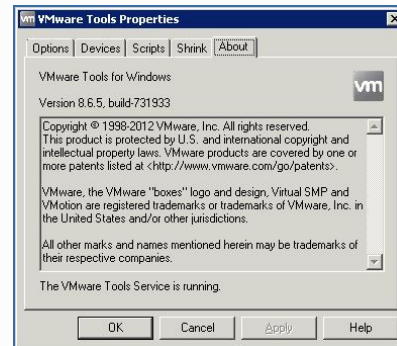 VMware Tools Properties
Options Devices Scripts Shrink About
VMware Tools for Windows
vm
Version 8.6.5, build-731933
Copyright © 1998-2012 VMware, Inc. All rights reserved.
This product is protected by U.S. and international copyright and
intellectual property laws. VMware products are covered by one or
more patents listed at <http://www.vmware.com/go/patents>.
VMware, the VMware "boxes" logo and design, Virtual SMP and
VMotion are registered trademarks or trademarks of VMware, Inc. in
the United States and/or other jurisdictions.
All other marks and names mentioned herein may be trademarks of
their respective companies.
The VMware Tools Service is running.
OK Cancel Apply Help